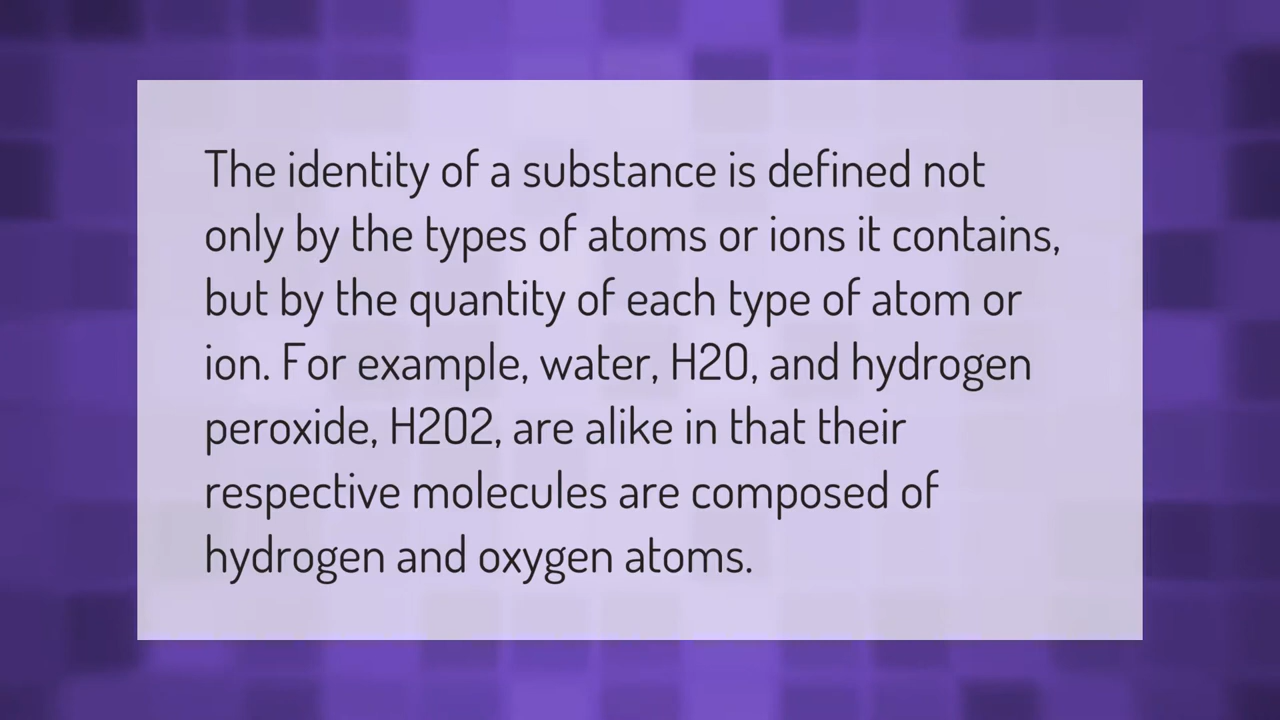 The identity of a substance is defined not
only by the types of atoms or ions it contains,
but by the quantity of each type of atom or
ion. For example, water, H2O, and hydrogen
peroxide, H2O2, are alike in that their
respective molecules are composed of
hydrogen and oxygen atoms.